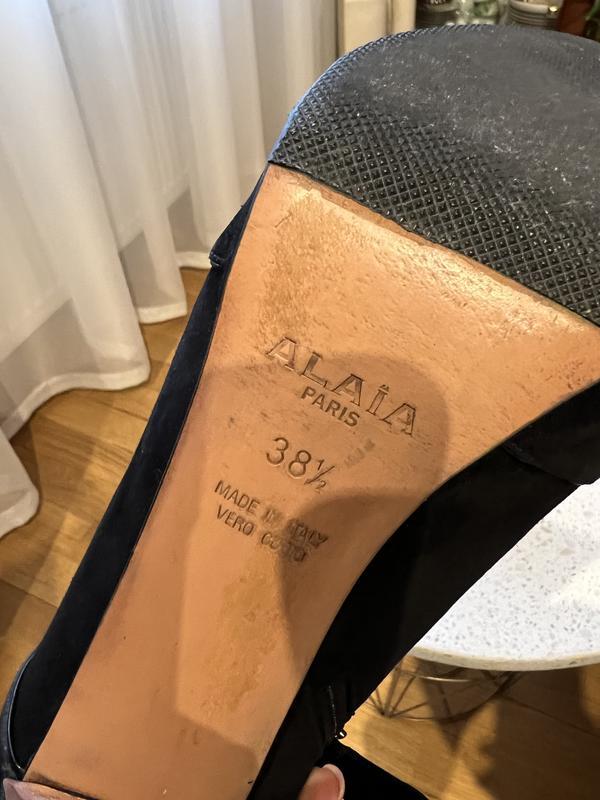 ALAÏA
PARIS
38½
MADE IN ITALY
VERO CUOIO